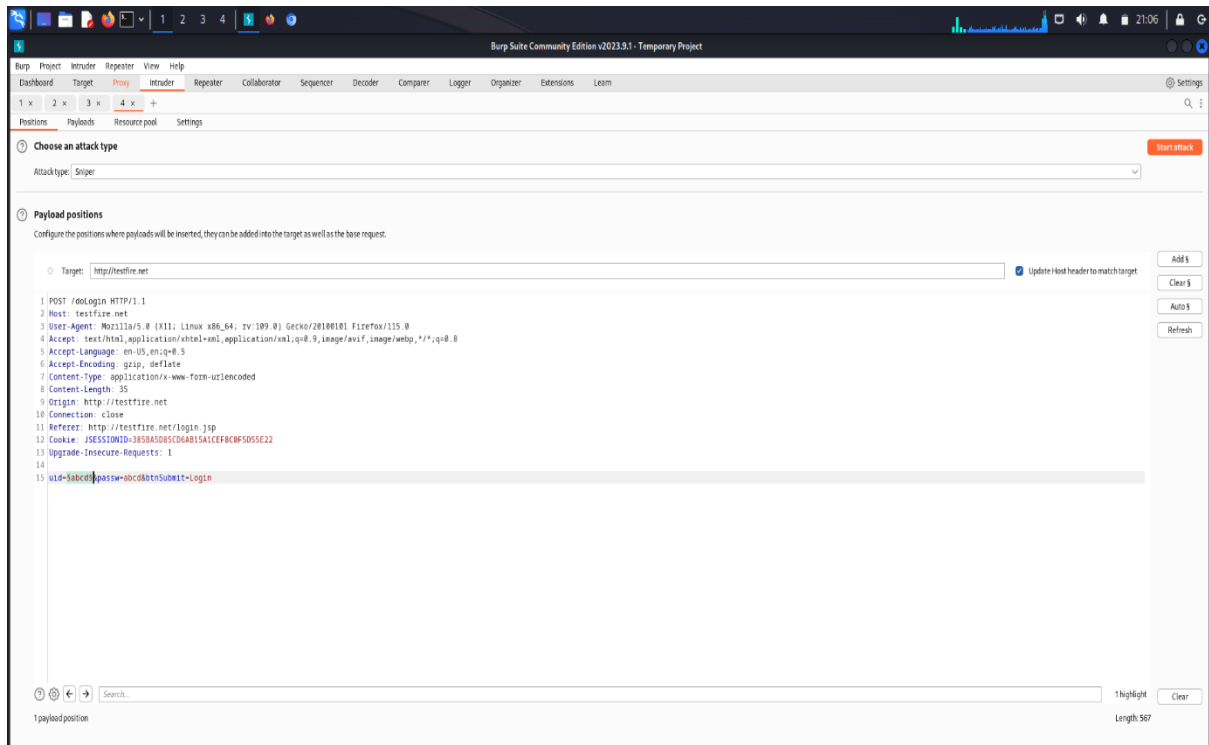 1 2 3 4
21:06
Burp Suite Community Edition v2023.9.1 - Temporary Project
Burp Project Intruder Repeater View Help
Dashboard Target Proxy Intruder Repeater Collaborator Sequencer Decoder Comparer Logger Organizer Extensions Learn Settings
1 × 2 × 3 × 4 × +
Positions Payloads Resource pool Settings
Choose an attack type
Start attack
Attack type: Sniper
Payload positions
Configure the positions where payloads will be inserted, they can be added into the target as well as the base request.
Add §
Target: http://testfire.net
Update Host header to match target
Clear §
Auto §
Refresh
1 POST /doLogin HTTP/1.1
2 Host: testfire.net
3 User-Agent: Mozilla/5.0 (X11; Linux x86_64; rv:109.0) Gecko/20100101 Firefox/115.0
4 Accept: text/html,application/xhtml+xml,application/xml;q=0.9,image/avif,image/webp,*/*;q=0.8
5 Accept-Language: en-US,en;q=0.5
6 Accept-Encoding: gzip, deflate
7 Content-Type: application/x-www-form-urlencoded
8 Content-Length: 35
9 Origin: http://testfire.net
10 Connection: close
11 Referer: http://testfire.net/login.jsp
12 Cookie: JSESSIONID=
13 Upgrade-Insecure-Requests: 1
14
15 uid=§abcd§&passw=abcd&btnSubmit=Login
Search...
1 highlight
Clear
1 payload position
Length: 567